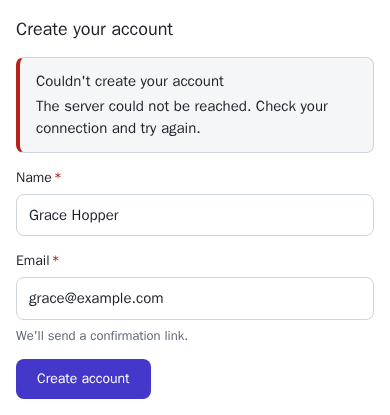 Create your account
Couldn't create your account
The server could not be reached. Check your
connection and try again.
Name *
Grace Hopper
Email *
grace@example.com
We'll send a confirmation link.
Create account